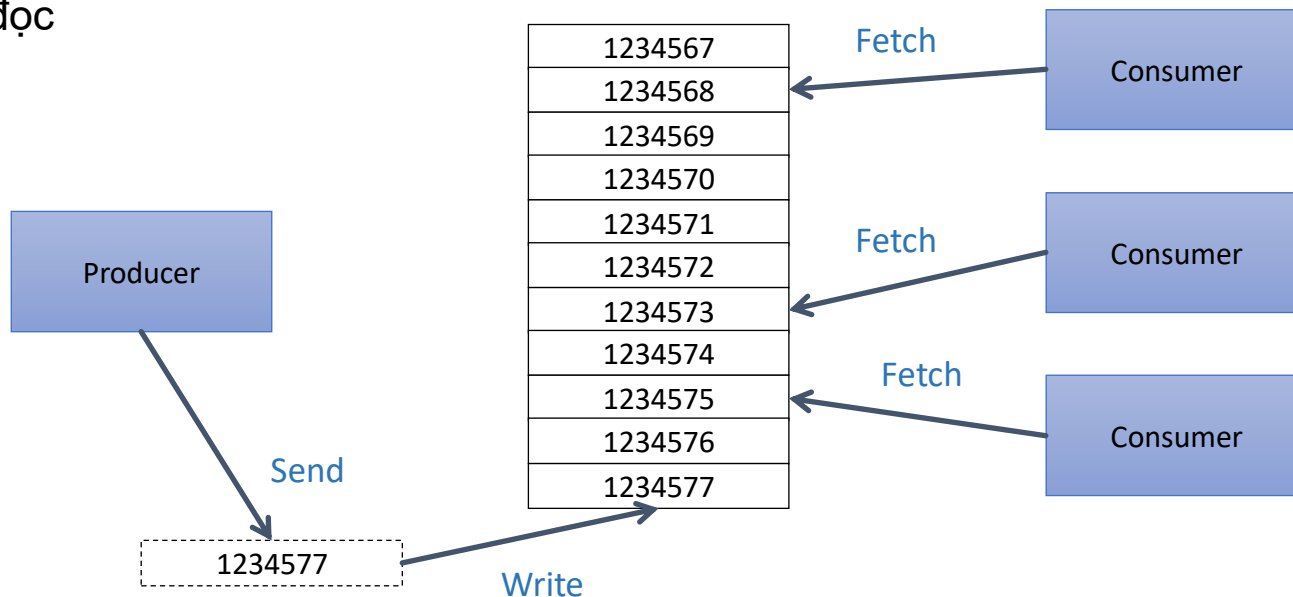 đọc
1234567
1234568
1234569
1234570
1234571
1234572
1234573
1234574
1234575
1234576
1234577
Fetch
Consumer
Fetch
Consumer
Fetch
Consumer
Producer
Send
1234577
Write